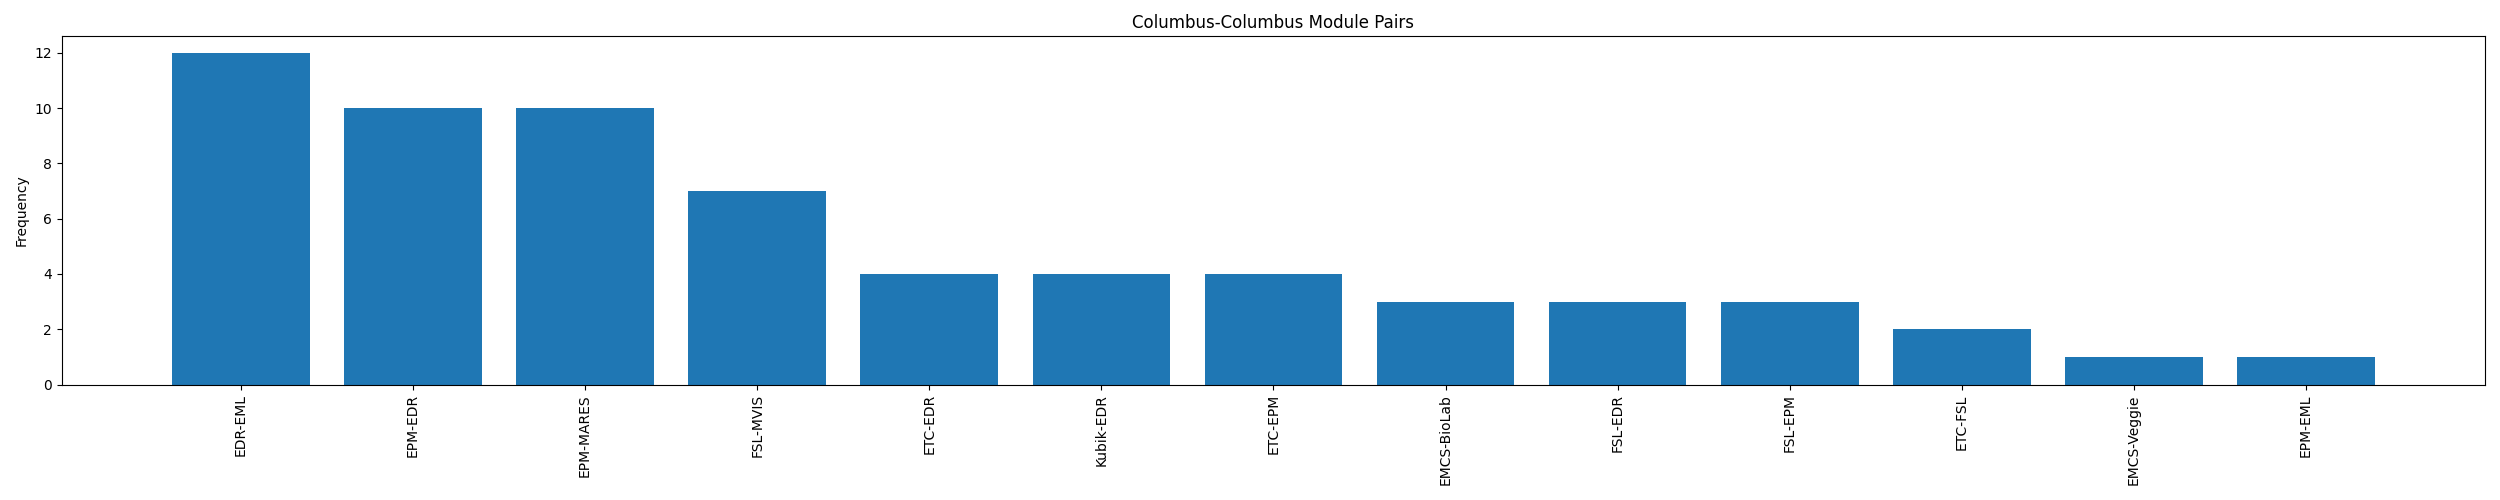 Columbus-Columbus Module Pairs
Frequency
12
10
8
6
4
2
0
EDR-EML
EPM-EDR
EPM-MARES
FSL-MVIS
ETC-EDR
Kubik-EDR
ETC-EPM
EMCS-BioLab
FSL-EDR
FSL-EPM
ETC-FSL
EMCS-Veggie
EPM-EML